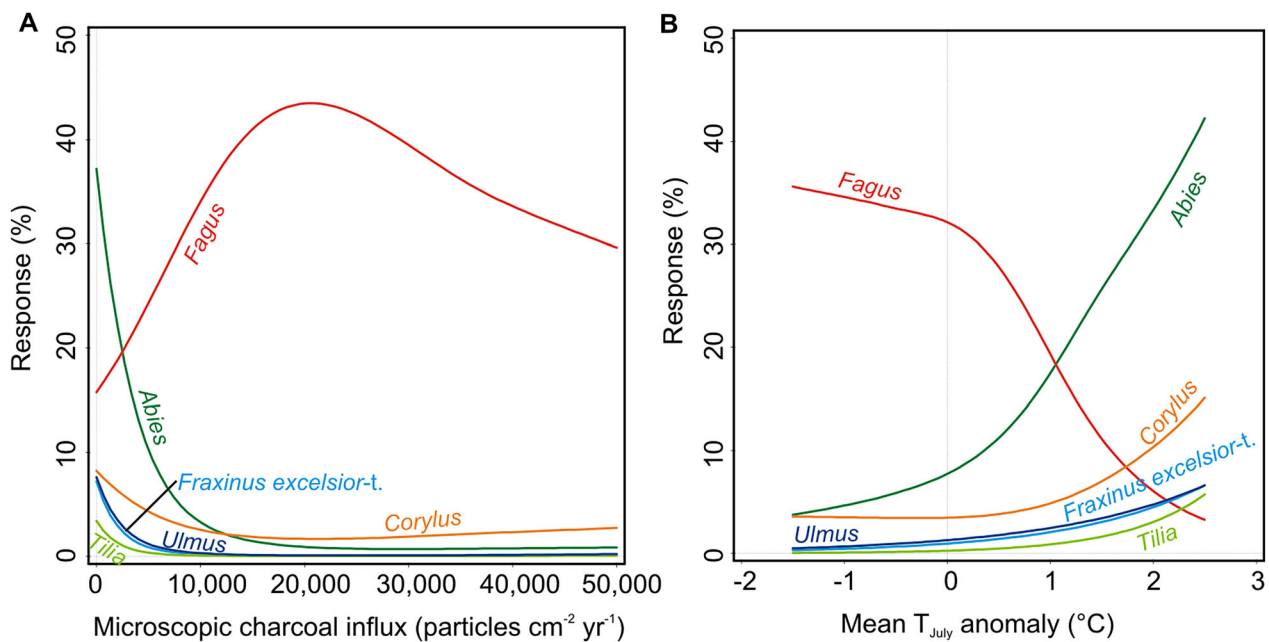 A
Response (%)
50
40
30
20
10
0
Fagus
Abies
Fraxinus excelsior-t.
Corylus
Ulmus
Tilia
0 10,000 20,000 30,000 40,000 50,000
Microscopic charcoal influx (particles cm⁻² yr⁻¹)
B
Response (%)
50
40
30
20
10
0
Fagus
Abies
Corylus
Fraxinus excelsior-t.
Ulmus
Tilia
-2 -1 0 1 2 3
Mean T July anomaly (°C)